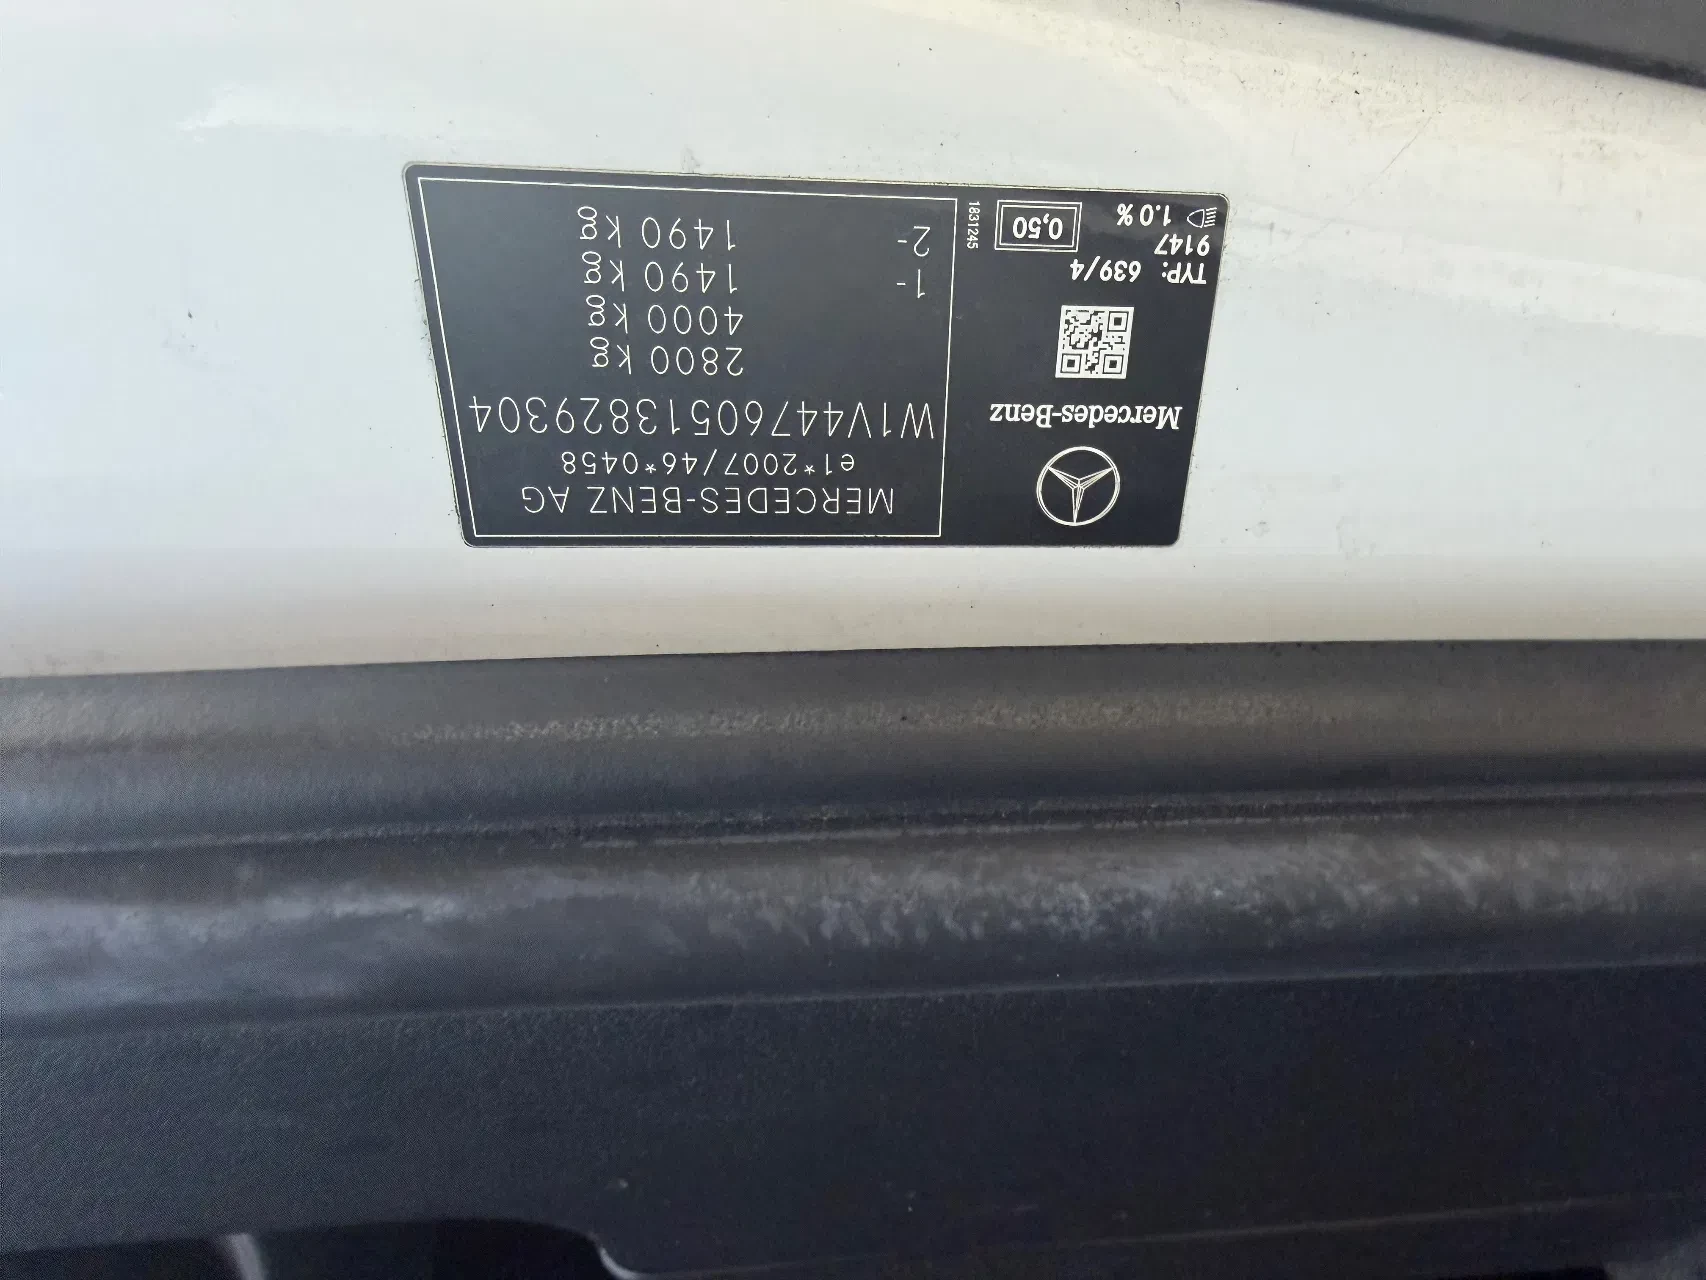 MERCEDES-BENZ AG
e1*2007/46*0458
W1V44760513829304
2800 kg
4000 kg
1- 1490 kg
2- 1490 kg
Mercedes-Benz
TYP: 639/4
9147
1.0%
0,50
1831245